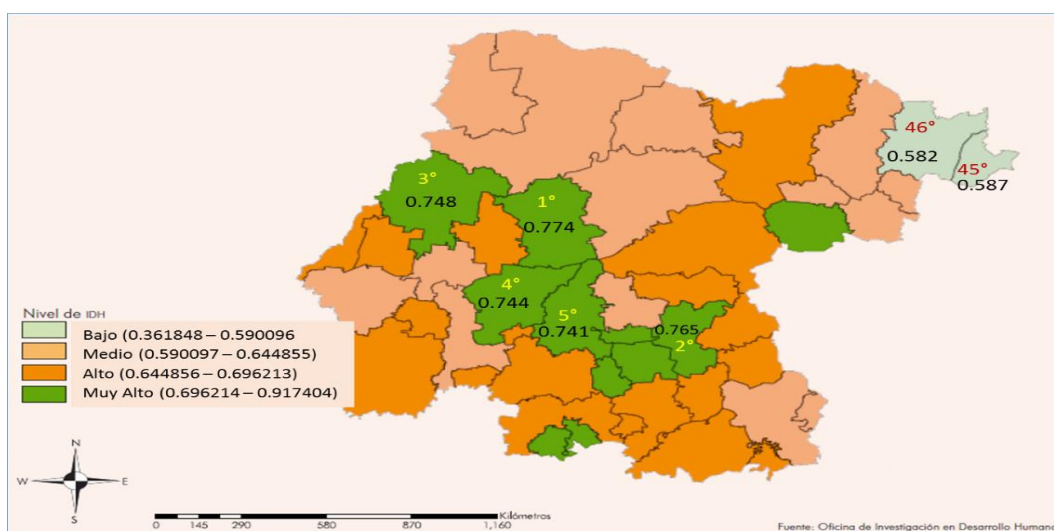 46°
0.582
45°
0.587
3°
0.748
1°
0.774
4°
0.744
5°
0.741
0.765
2°
Nivel de IDH
Bajo (0.361848 – 0.590096
Medio (0.590097 – 0.644855)
Alto (0.644856 – 0.696213)
Muy Alto (0.696214 – 0.917404)
N
W E
S
Kilómetros
0 145 290 580 870 1,160
Fuente: Oficina de Investigación en Desarrollo Humano